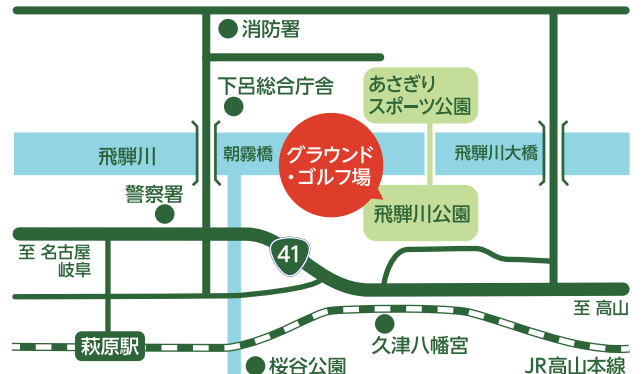 消防署
下呂総合庁舎
あさぎり
スポーツ公園
飛騨川
朝霧橋
グラウンド
・ゴルフ場
飛騨川大橋
警察署
飛騨川公園
至 名古屋
岐阜
41
至 高山
萩原駅
久津八幡宮
桜谷公園
JR高山本線